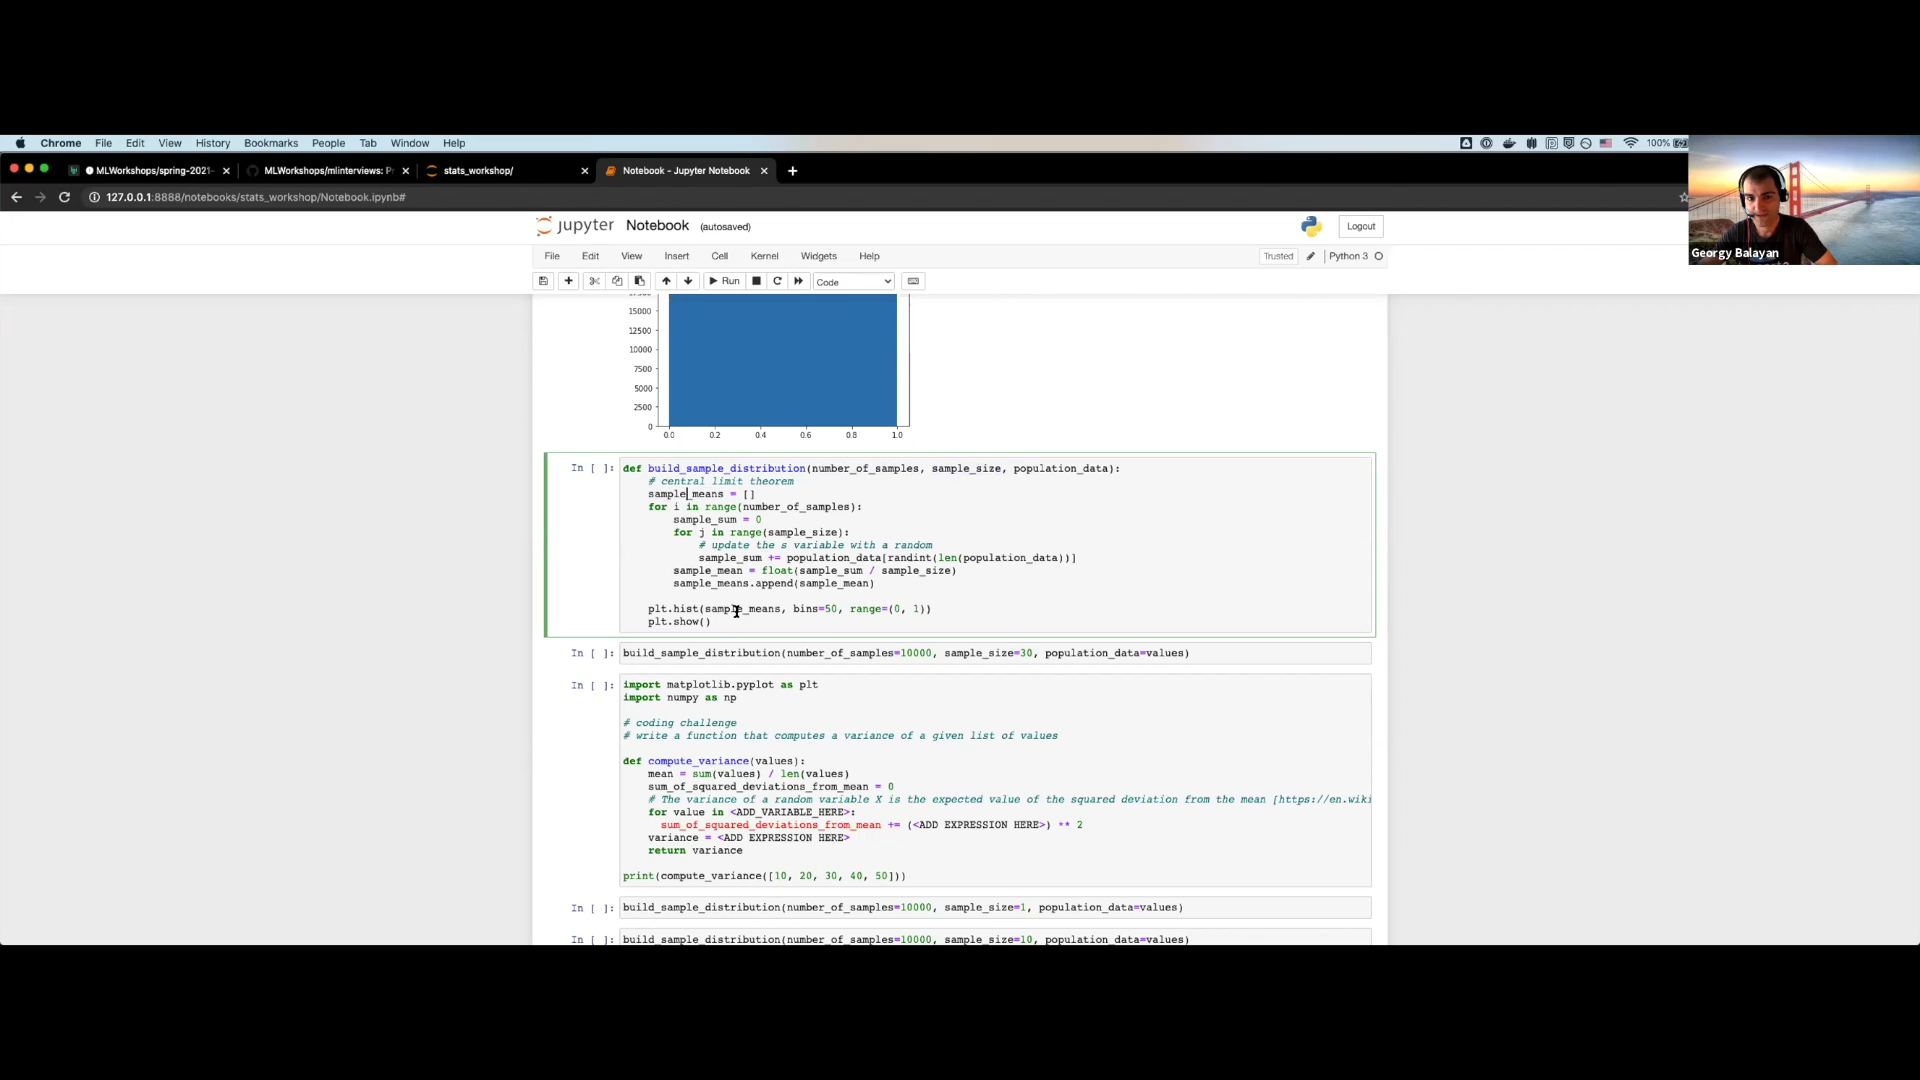 Chrome File Edit View History Bookmarks People Tab Window Help 100%
MLWorkshops/spring-2021- MLWorkshops/mlinterviews: Pr stats_workshop/ Notebook - Jupyter Notebook
127.0.0.1:8888/notebooks/stats_workshop/Notebook.ipynb#
Georgy Balayan
jupyter Notebook (autosaved) Logout
File Edit View Insert Cell Kernel Widgets Help Trusted Python 3
Run Code
15000
12500
10000
7500
5000
2500
0
0.0 0.2 0.4 0.6 0.8 1.0
In [ ]: def build_sample_distribution(number_of_samples, sample_size, population_data):
# central limit theorem
sample_means = []
for i in range(number_of_samples):
sample_sum = 0
for j in range(sample_size):
# update the s variable with a random
sample_sum += population_data[randint(len(population_data))]
sample_mean = float(sample_sum / sample_size)
sample_means.append(sample_mean)
plt.hist(sample_means, bins=50, range=(0, 1))
plt.show()
In [ ]: build_sample_distribution(number_of_samples=10000, sample_size=30, population_data=values)
In [ ]: import matplotlib.pyplot as plt
import numpy as np
# coding challenge
# write a function that computes a variance of a given list of values
def compute_variance(values):
mean = sum(values) / len(values)
sum_of_squared_deviations_from_mean = 0
# The variance of a random variable X is the expected value of the squared deviation from the mean [https://en.wiki
for value in <ADD_VARIABLE_HERE>:
sum_of_squared_deviations_from_mean += (<ADD EXPRESSION HERE>) ** 2
variance = <ADD EXPRESSION HERE>
return variance
print(compute_variance([10, 20, 30, 40, 50]))
In [ ]: build_sample_distribution(number_of_samples=10000, sample_size=1, population_data=values)
In [ ]: build_sample_distribution(number_of_samples=10000, sample_size=10, population_data=values)